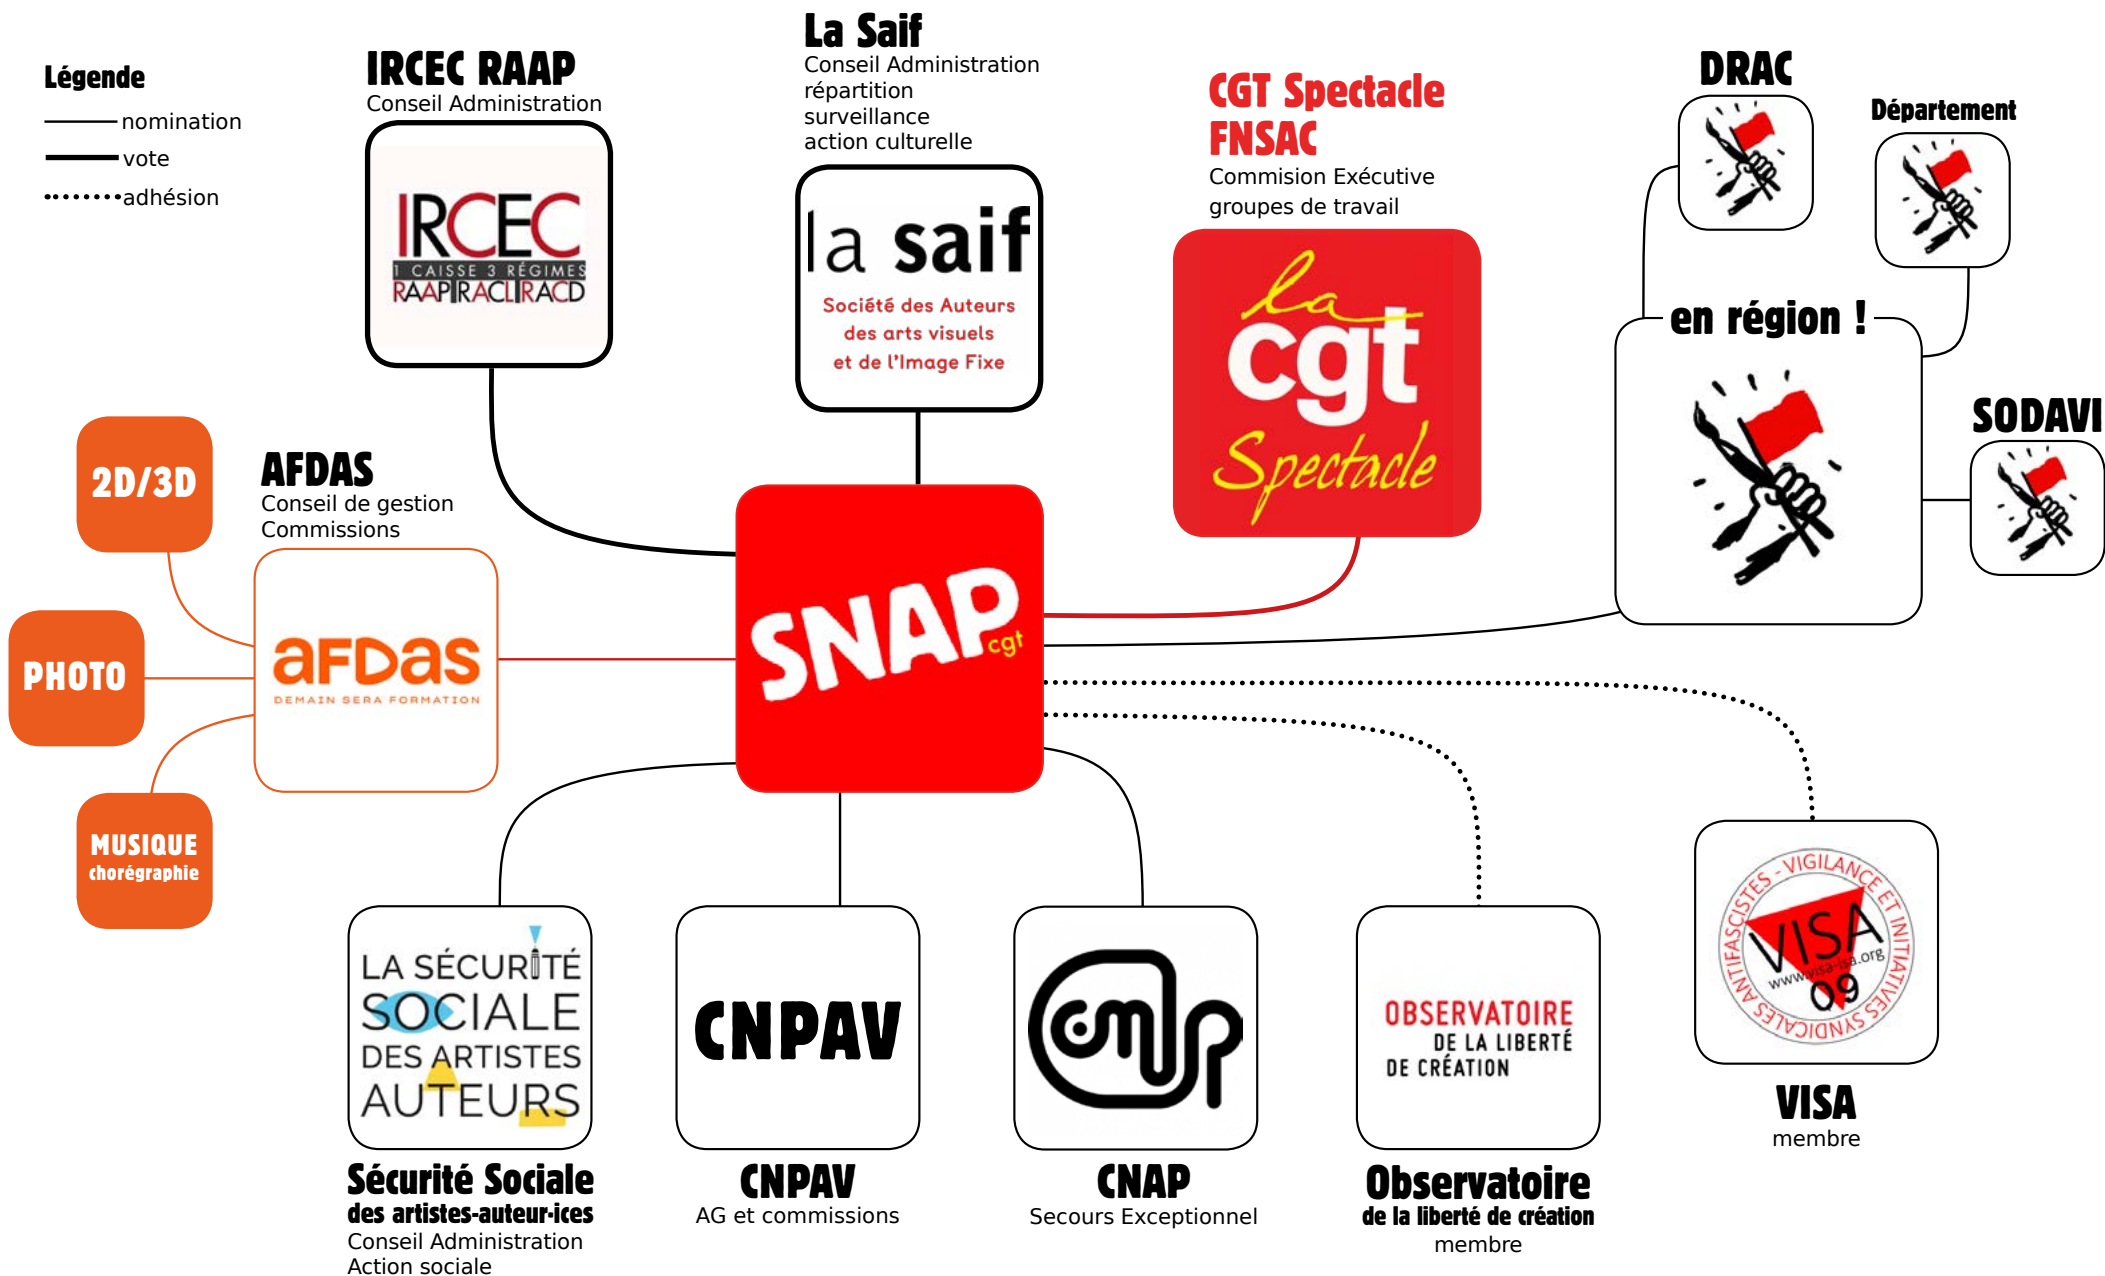 Légende
nomination
vote
adhésion
IRCEC RAAP
Conseil Administration
IRCEC
1 CAISSE 3 RÉGIMES
RAAP RACL RACD
La Saif
Conseil Administration
répartition
surveillance
action culturelle
la saif
Société des Auteurs
des arts visuels
et de l'Image Fixe
CGT Spectacle
FNSAC
Commision Exécutive
groupes de travail
la
cgt
Spectacle
DRAC
Département
en région !
SODAVI
2D/3D
PHOTO
MUSIQUE
chorégraphie
AFDAS
Conseil de gestion
Commissions
aFDas
DEMAIN SERA FORMATION
SNAP
cgt
LA SÉCURITÉ
SOCIALE
DES ARTISTES
AUTEURS
Sécurité Sociale
des artistes-auteur·ices
Conseil Administration
Action sociale
CNPAV
CNPAV
AG et commissions
cnap
CNAP
Secours Exceptionnel
OBSERVATOIRE
DE LA LIBERTÉ
DE CRÉATION
Observatoire
de la liberté de création
membre
VIGILANCE ET INITIATIVES SYNDICALES ANTIFASCISTES -
VISA
www.visa-isa.org
09
VISA
membre